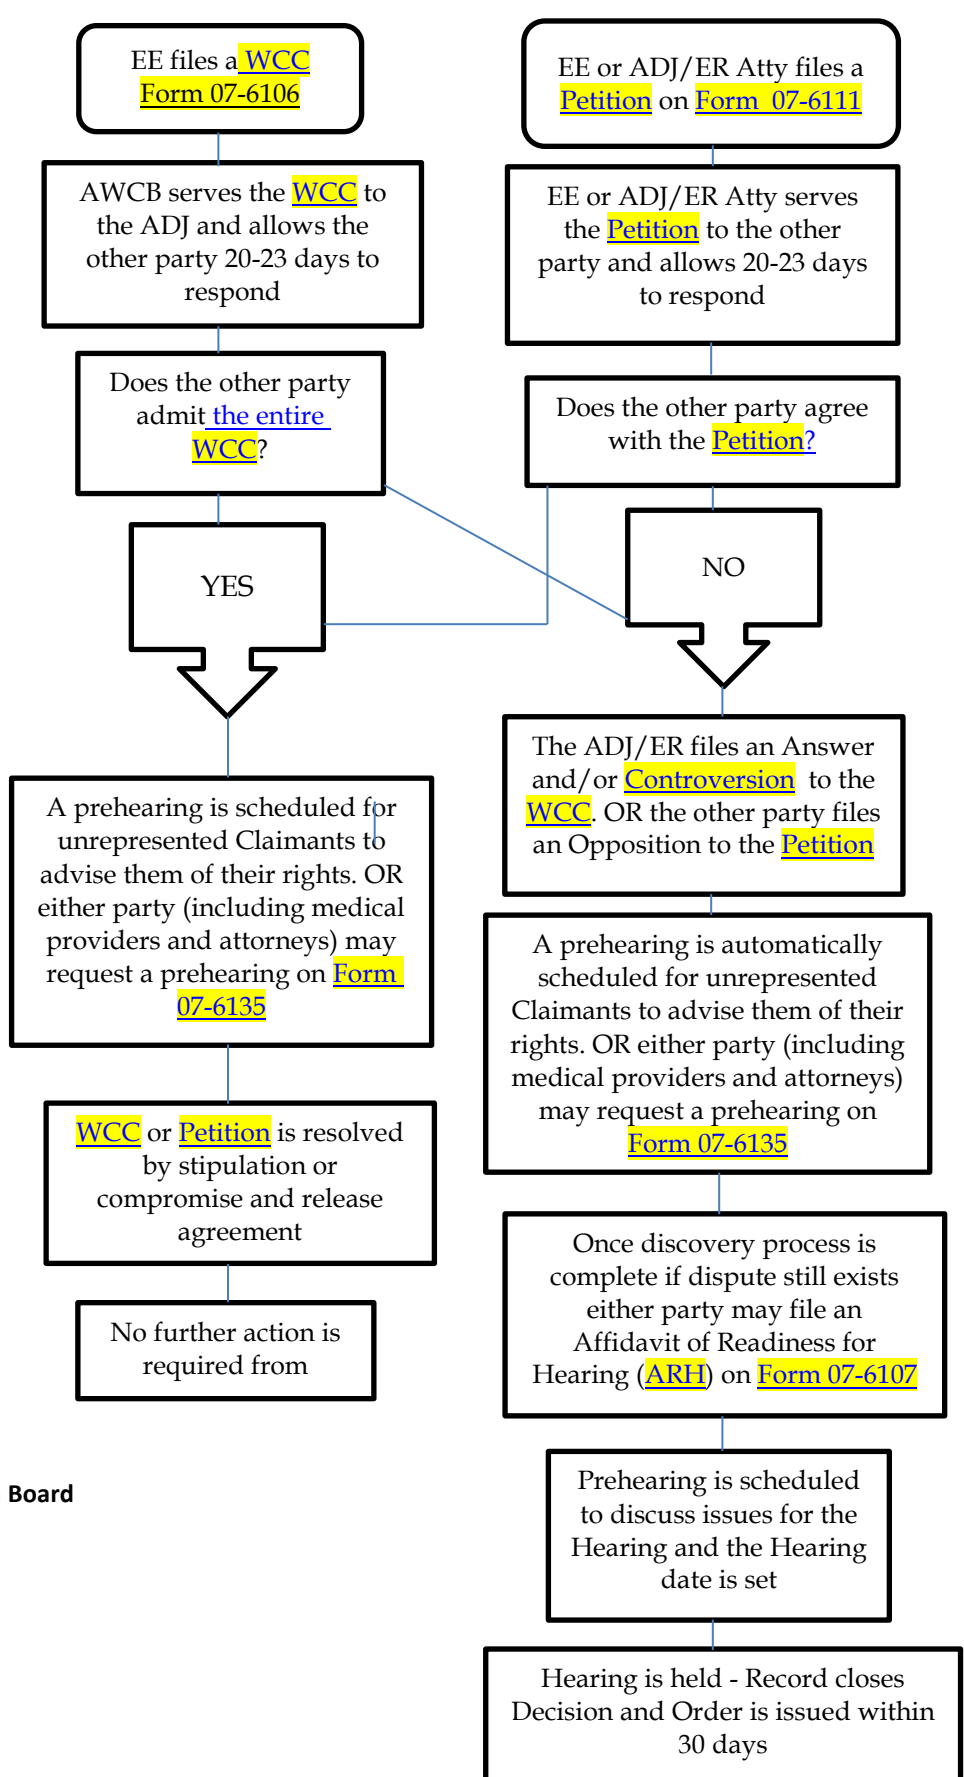 EE files a WCC
Form 07-6106
AWCB serves the WCC to
the ADJ and allows the
other party 20-23 days to
respond
Does the other party
admit the entire
WCC?
YES
A prehearing is scheduled for
unrepresented Claimants to
advise them of their rights. OR
either party (including medical
providers and attorneys) may
request a prehearing on Form
07-6135
WCC or Petition is resolved
by stipulation or
compromise and release
agreement
No further action is
required from
Board
EE or ADJ/ER Atty files a
Petition on Form 07-6111
EE or ADJ/ER Atty serves
the Petition to the other
party and allows 20-23 days
to respond
Does the other party agree
with the Petition?
NO
The ADJ/ER files an Answer
and/or Controversion to the
WCC. OR the other party files
an Opposition to the Petition
A prehearing is automatically
scheduled for unrepresented
Claimants to advise them of their
rights. OR either party (including
medical providers and attorneys)
may request a prehearing on
Form 07-6135
Once discovery process is
complete if dispute still exists
either party may file an
Affidavit of Readiness for
Hearing (ARH) on Form 07-6107
Prehearing is scheduled
to discuss issues for the
Hearing and the Hearing
date is set
Hearing is held - Record closes
Decision and Order is issued within
30 days